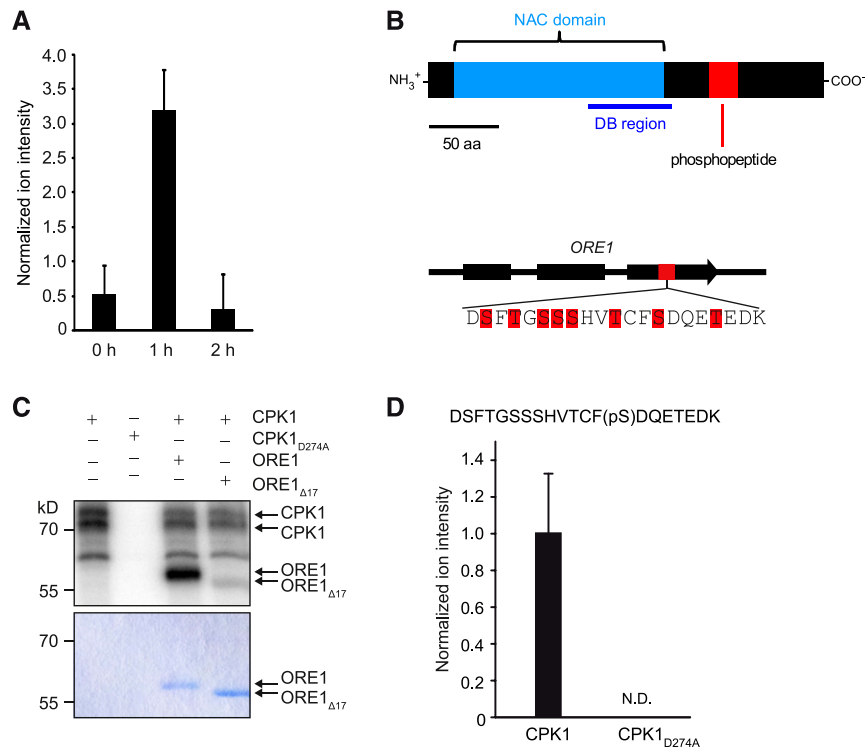 A
Normalized ion intensity
4.0
3.5
3.0
2.5
2.0
1.5
1.0
0.5
0
0 h 1 h 2 h
B
NAC domain
NH₃⁺ COO⁻
DB region
50 aa
phosphopeptide
ORE1
DSFTGSSSHVTCFSDQETEDK
C
+ – + + CPK1
– + – – CPK1D274A
– – + – ORE1
– – – + ORE1Δ17
kD
70
55
CPK1
CPK1
ORE1
ORE1Δ17
70
55
ORE1
ORE1Δ17
D
DSFTGSSSHVTCF(pS)DQETEDK
Normalized ion intensity
1.4
1.2
1.0
0.8
0.6
0.4
0.2
0
N.D.
CPK1 CPK1D274A